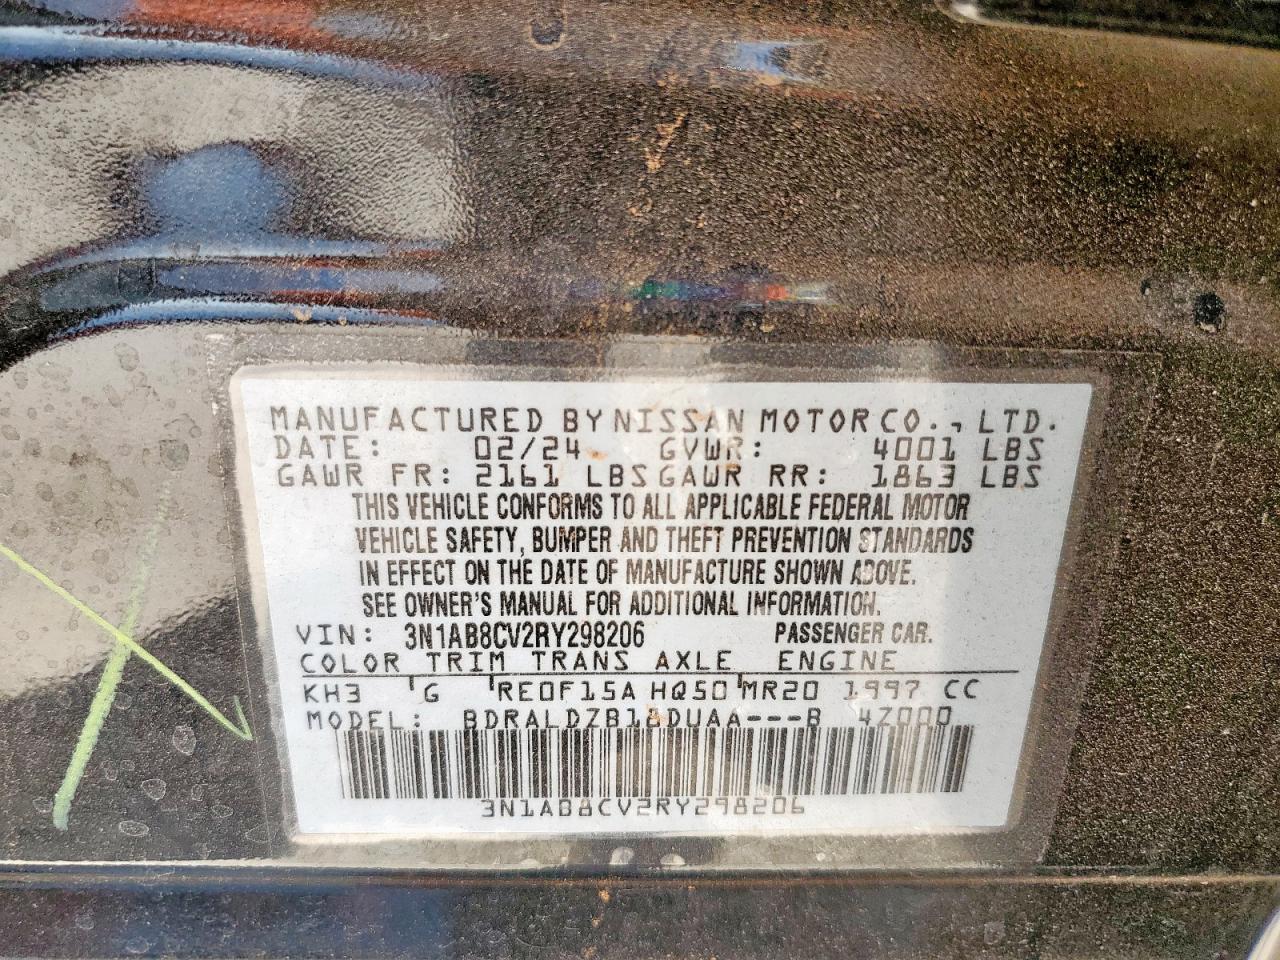 MANUFACTURED BY NISSAN MOTOR CO., LTD.
DATE: 02/24 GVWR: 4001 LBS
GAWR FR: 2161 LBS GAWR RR: 1863 LBS
THIS VEHICLE CONFORMS TO ALL APPLICABLE FEDERAL MOTOR
VEHICLE SAFETY, BUMPER AND THEFT PREVENTION STANDARDS
IN EFFECT ON THE DATE OF MANUFACTURE SHOWN ABOVE.
SEE OWNER'S MANUAL FOR ADDITIONAL INFORMATION.
VIN: 3N1AB8CV2RY298206 PASSENGER CAR.
COLOR TRIM TRANS AXLE ENGINE
KH3 G RE0F15A HQ50 MR20 1997 CC
MODEL: BDRALDZB18DUAA---B 4Z000
3N1AB8CV2RY298206